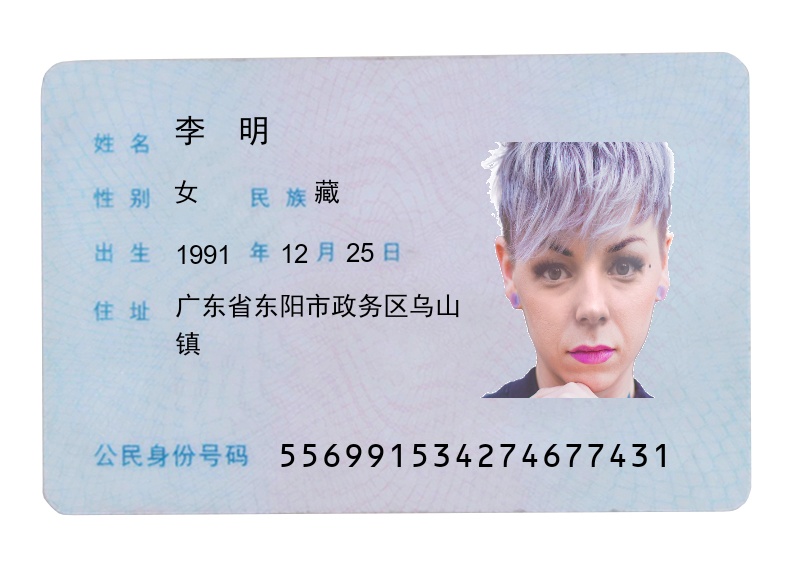 姓名 李 明
性别 女 民族 藏
出生 1991 年 12 月 25 日
住址 广东省东阳市政务区乌山
镇
公民身份号码 556991534274677431